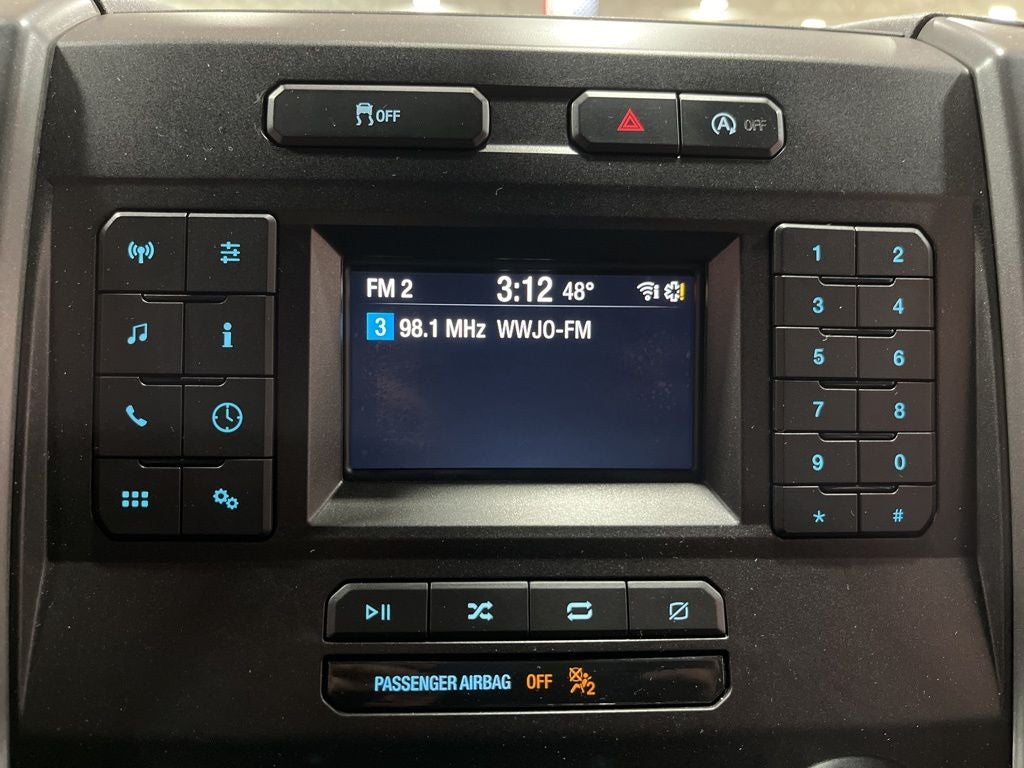 OFF
A OFF
FM 2 3:12 48°
3 98.1 MHz WWJO-FM
i
1 2
3 4
5 6
7 8
9 0
* #
PASSENGER AIRBAG OFF 2